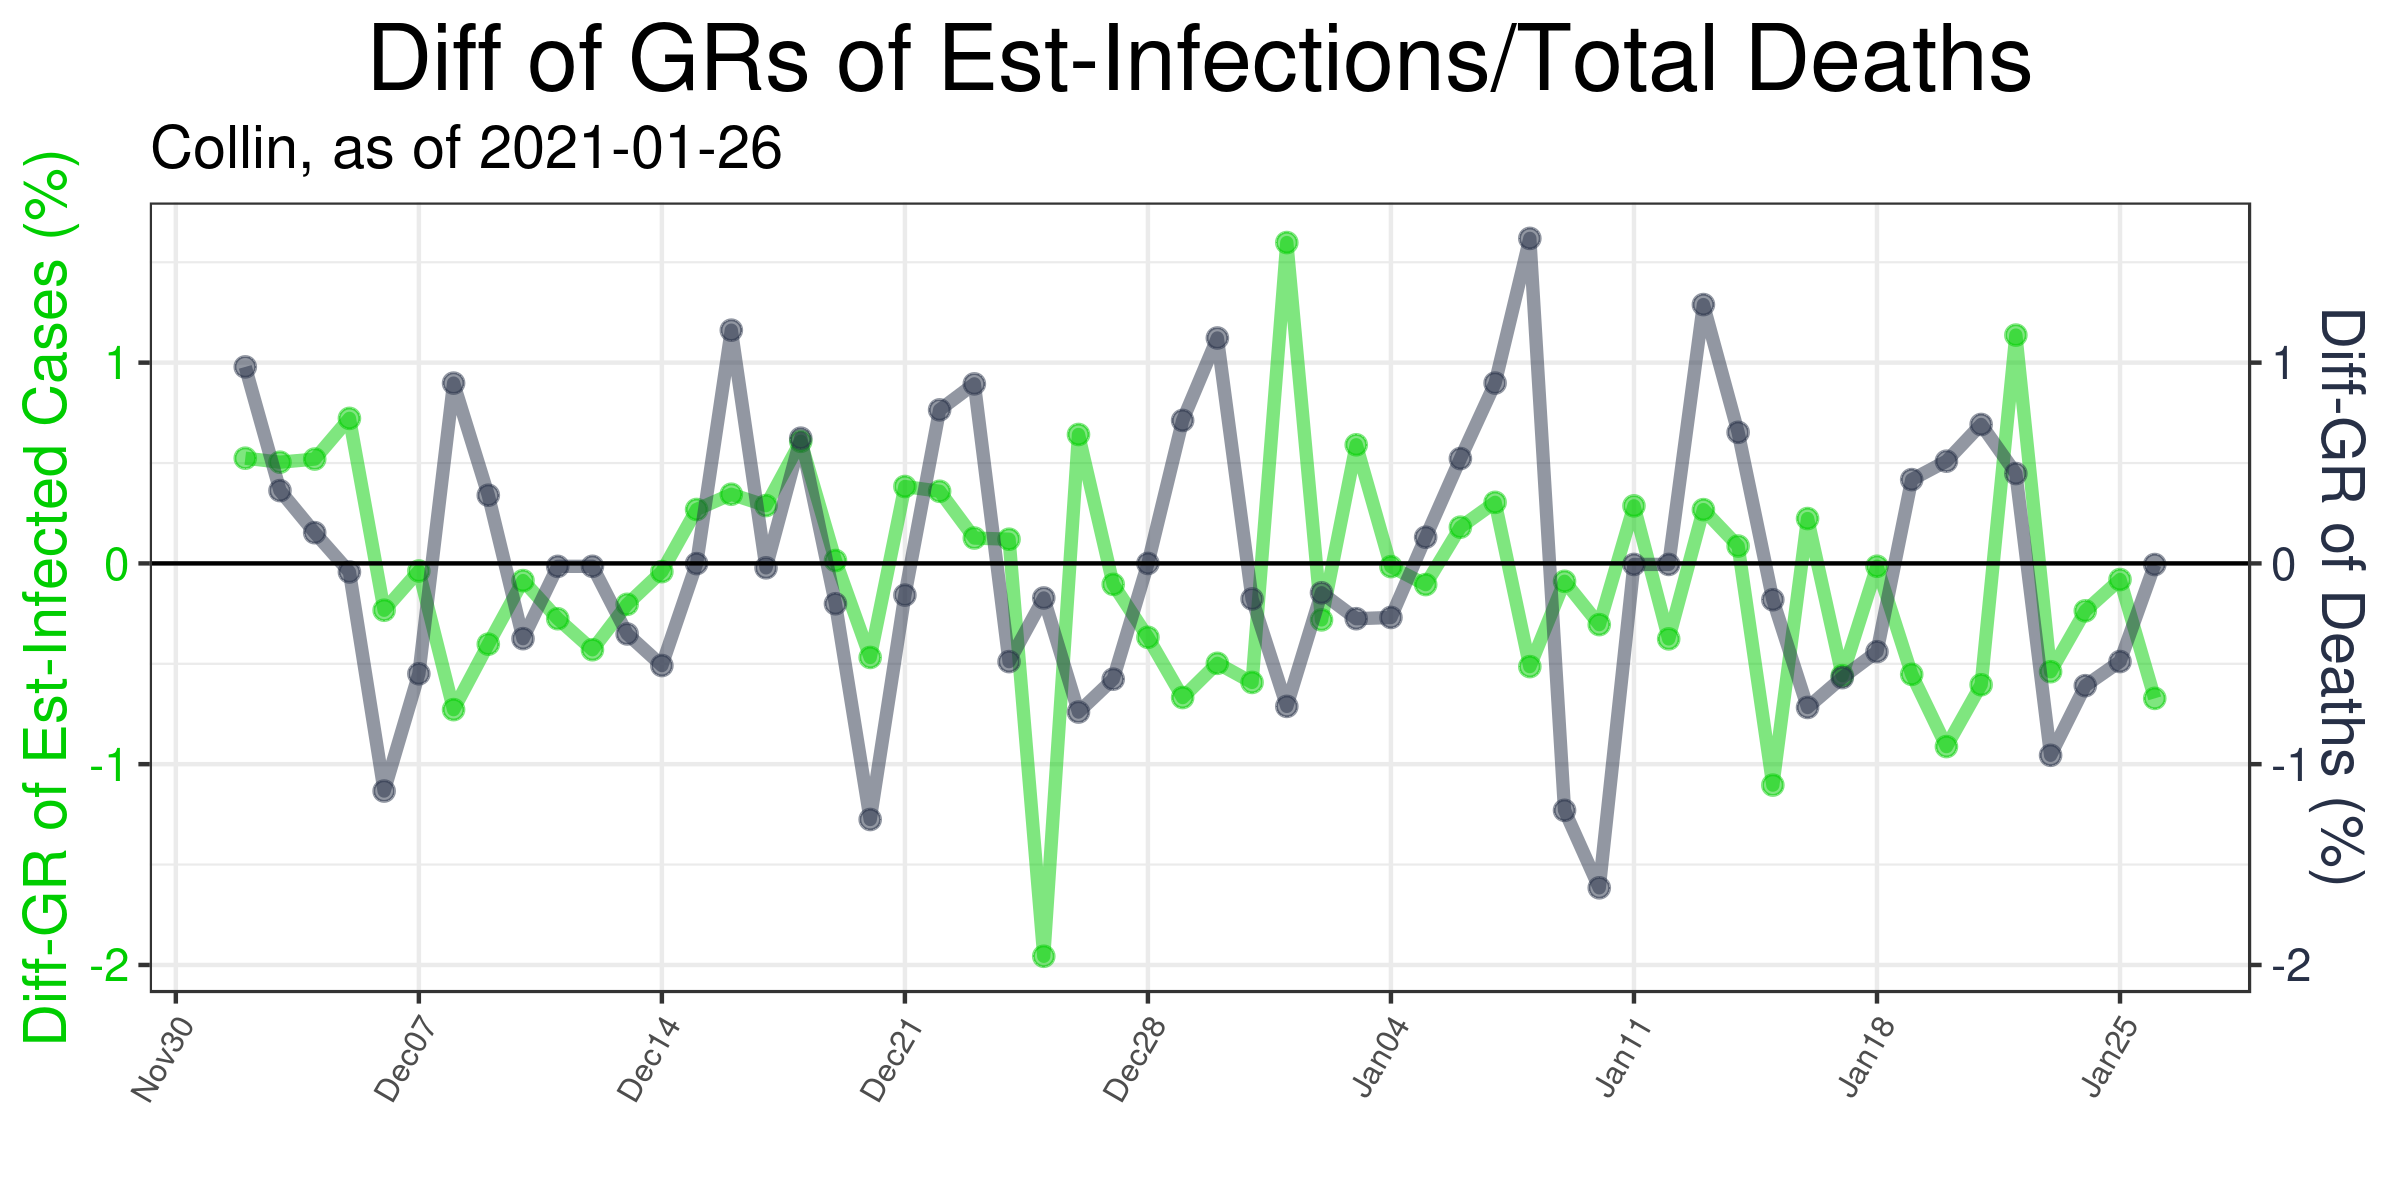 Diff of GRs of Est-Infections/Total Deaths
Collin, as of 2021-01-26
Diff-GR of Est-Infected Cases (%)
1
0
-1
-2
1
0
-1
-2
Diff-GR of Deaths (%)
Nov30
Dec07
Dec14
Dec21
Dec28
Jan04
Jan11
Jan18
Jan25